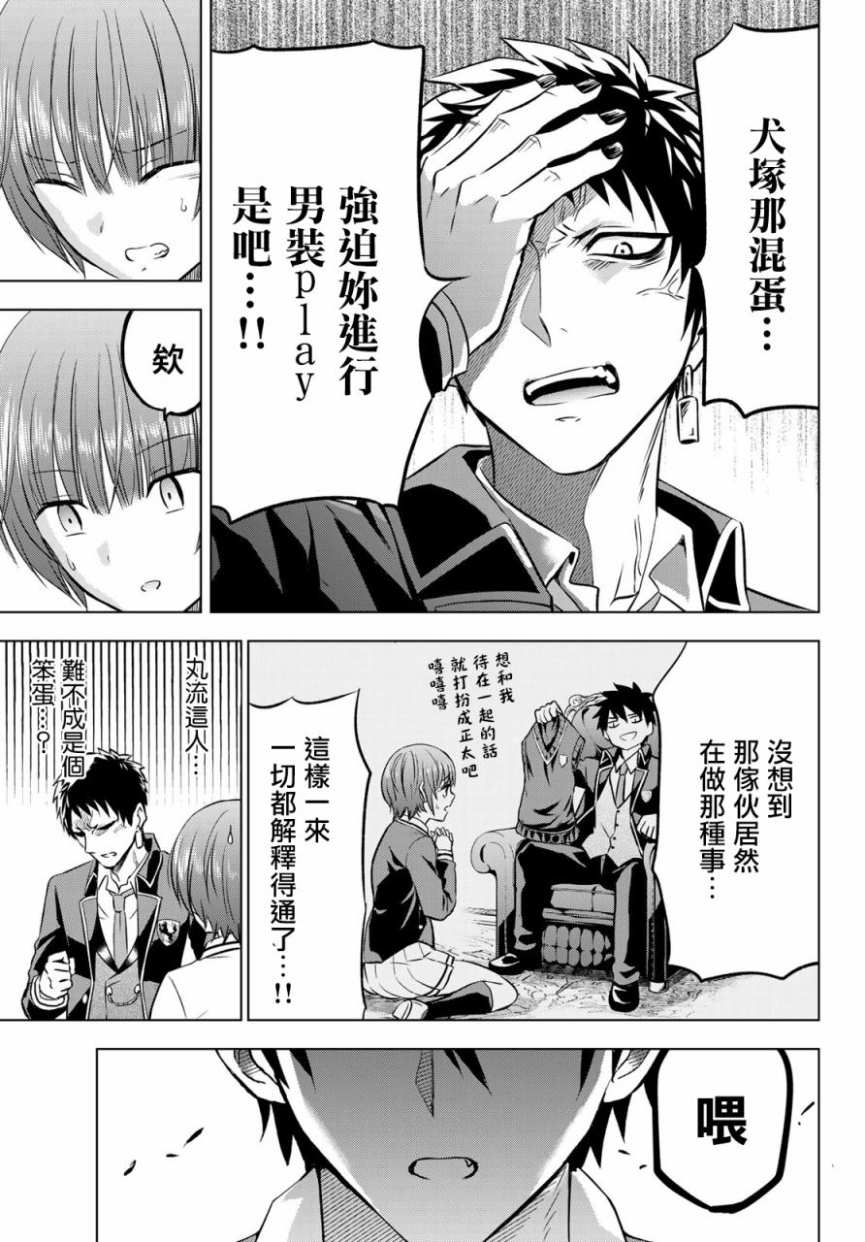 犬塚那混蛋…
強迫妳進行
男裝play
是吧…!!
欸
沒想到
那傢伙居然
在做那種事…
想和我
待在一起的話
就打扮成正太吧
嘻嘻嘻
這樣一來
一切都解釋得通了…!!
丸流這人…
難不成是個
笨蛋…?
喂